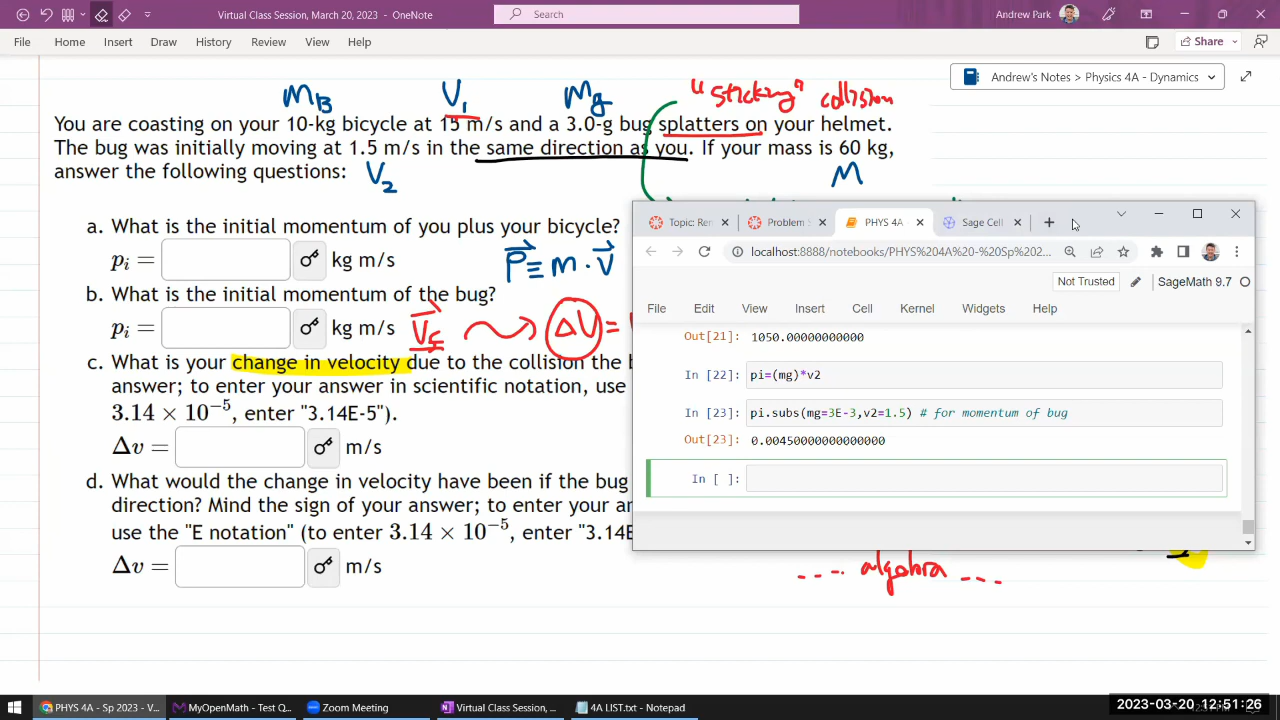 Virtual Class Session, March 20, 2023 - OneNote
Search
Andrew Park
File Home Insert Draw History Review View Help
Share
Andrew's Notes > Physics 4A - Dynamics
mB V1 mg "sticking" collision
You are coasting on your 10-kg bicycle at 15 m/s and a 3.0-g bug splatters on your helmet.
The bug was initially moving at 1.5 m/s in the same direction as you. If your mass is 60 kg,
answer the following questions:
V2 M
a. What is the initial momentum of you plus your bicycle?
pi = kg m/s
P ≡ m · V
b. What is the initial momentum of the bug?
pi = kg m/s
Vf ΔV =
c. What is your change in velocity due to the collision the b
answer; to enter your answer in scientific notation, use
3.14 × 10⁻⁵, enter "3.14E-5").
Δv = m/s
d. What would the change in velocity have been if the bug
direction? Mind the sign of your answer; to enter your an
use the "E notation" (to enter 3.14 × 10⁻⁵, enter "3.14E
Δv = m/s
Topic: Re
Problem S
PHYS 4A
Sage Cell
localhost:8888/notebooks/PHYS%204A%20-%20Sp%202...
Not Trusted
SageMath 9.7
File Edit View Insert Cell Kernel Widgets Help
Out[21]: 1050.00000000000
In [22]: pi=(mg)*v2
In [23]: pi.subs(mg=3E-3,v2=1.5) # for momentum of bug
Out[23]: 0.00450000000000000
In [ ]:
---- algebra ----
PHYS 4A - Sp 2023 - V...
MyOpenMath - Test Q...
Zoom Meeting
Virtual Class Session,...
4A LIST.txt - Notepad
2023-03-20 12:51:26